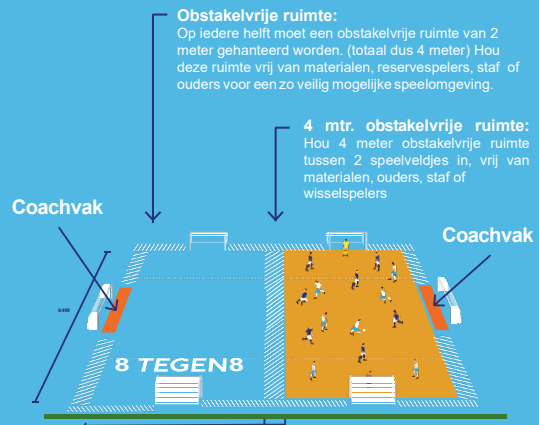 Obstakelvrije ruimte:
Op iedere helft moet een obstakelvrije ruimte van 2
meter gehanteerd worden. (totaal dus 4 meter) Hou
deze ruimte vrij van materialen, reservespelers, staf of
ouders voor een zo veilig mogelijke speelomgeving.
4 mtr. obstakelvrije ruimte:
Hou 4 meter obstakelvrije ruimte
tussen 2 speelveldjes in, vrij van
materialen, ouders, staf of
wisselspelers
Coachvak
Coachvak
64M
8 TEGEN8